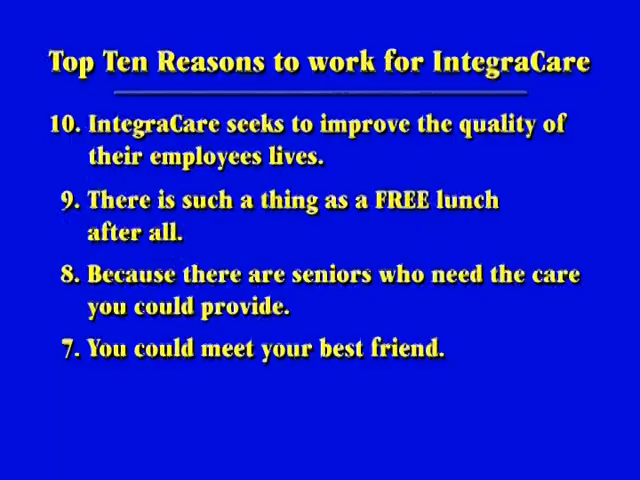 Top Ten Reasons to work for IntegraCare
10. IntegraCare seeks to improve the quality of
their employees lives.
9. There is such a thing as a FREE lunch
after all.
8. Because there are seniors who need the care
you could provide.
7. You could meet your best friend.